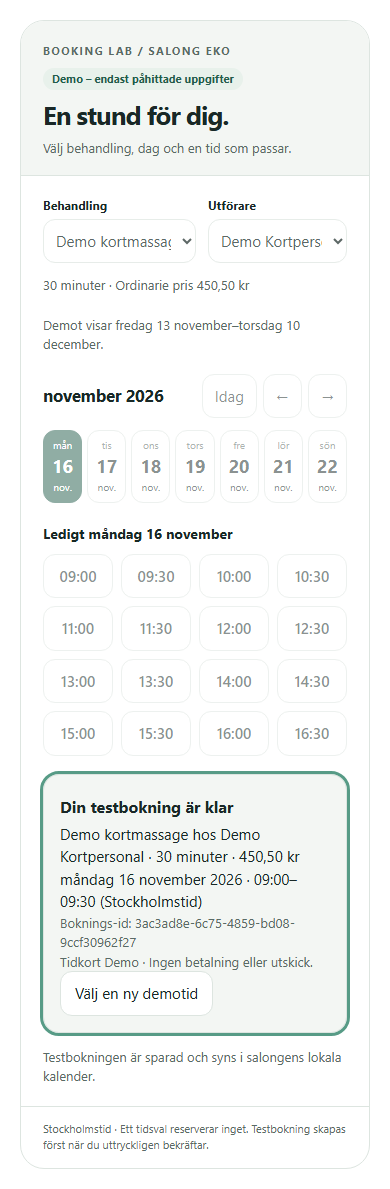 BOOKING LAB / SALONG EKO
Demo – endast påhittade uppgifter
En stund för dig.
Välj behandling, dag och en tid som passar.
Behandling Utförare
Demo kortmassag Demo Kortpers
30 minuter · Ordinarie pris 450,50 kr
Demot visar fredag 13 november–torsdag 10
december.
november 2026 Idag ← →
mån tis ons tors fre lör sön
16 17 18 19 20 21 22
nov. nov. nov. nov. nov. nov. nov.
Ledigt måndag 16 november
09:00 09:30 10:00 10:30
11:00 11:30 12:00 12:30
13:00 13:30 14:00 14:30
15:00 15:30 16:00 16:30
Din testbokning är klar
Demo kortmassage hos Demo
Kortpersonal · 30 minuter · 450,50 kr
måndag 16 november 2026 · 09:00–
09:30 (Stockholmstid)
Boknings-id: 3ac3ad8e-6c75-4859-bd08-
9ccf30962f27
Tidkort Demo · Ingen betalning eller utskick.
Välj en ny demotid
Testbokningen är sparad och syns i salongens lokala
kalender.
Stockholmstid · Ett tidsval reserverar inget. Testbokning skapas
först när du uttryckligen bekräftar.